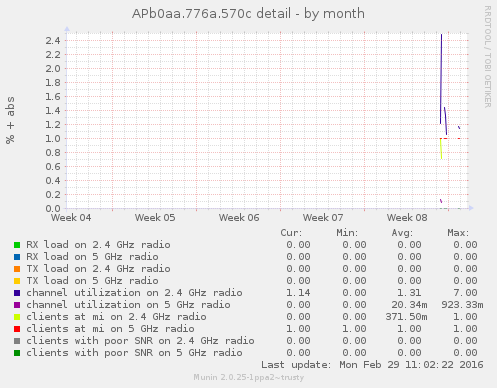 APb0aa.776a.570c detail - by month
RRDTOOL / TOBI OETIKER
% + abs
2.4
2.2
2.0
1.8
1.6
1.4
1.2
1.0
0.8
0.6
0.4
0.2
0.0
Week 04 Week 05 Week 06 Week 07 Week 08
Cur: Min: Avg: Max:
RX load on 2.4 GHz radio 0.00 0.00 0.00 0.00
RX load on 5 GHz radio 0.00 0.00 0.00 0.00
TX load on 2.4 GHz radio 0.00 0.00 0.00 0.00
TX load on 5 GHz radio 0.00 0.00 0.00 0.00
channel utilization on 2.4 GHz radio 1.14 0.00 1.31 7.00
channel utilization on 5 GHz radio 0.00 0.00 20.34m 923.33m
clients at mi on 2.4 GHz radio 0.00 0.00 371.50m 1.00
clients at mi on 5 GHz radio 1.00 1.00 1.00 1.00
clients with poor SNR on 2.4 GHz radio 0.00 0.00 0.00 0.00
clients with poor SNR on 5 GHz radio 0.00 0.00 0.00 0.00
Last update: Mon Feb 29 11:02:22 2016
Munin 2.0.25-1ppa2~trusty